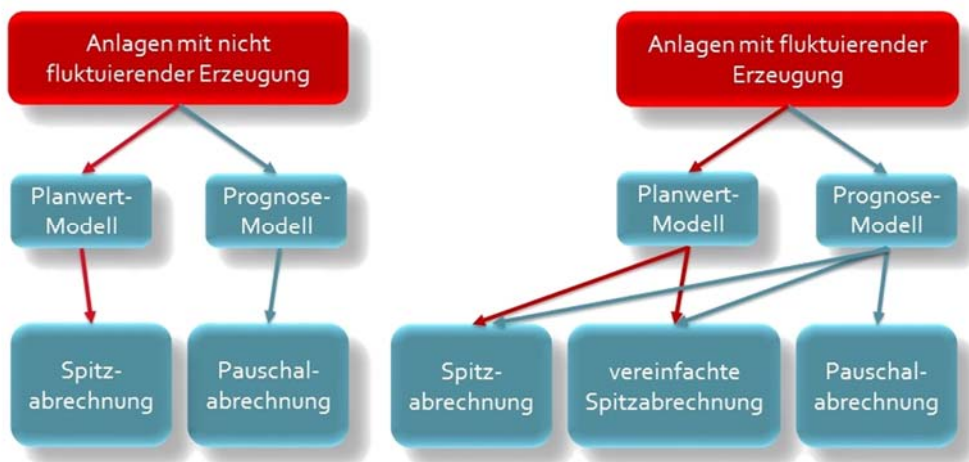 Anlagen mit nicht
fluktuierender Erzeugung
Planwert-
Modell
Prognose-
Modell
Spitz-
abrechnung
Pauschal-
abrechnung
Anlagen mit fluktuierender
Erzeugung
Planwert-
Modell
Prognose-
Modell
Spitz-
abrechnung
vereinfachte
Spitzabrechnung
Pauschal-
abrechnung